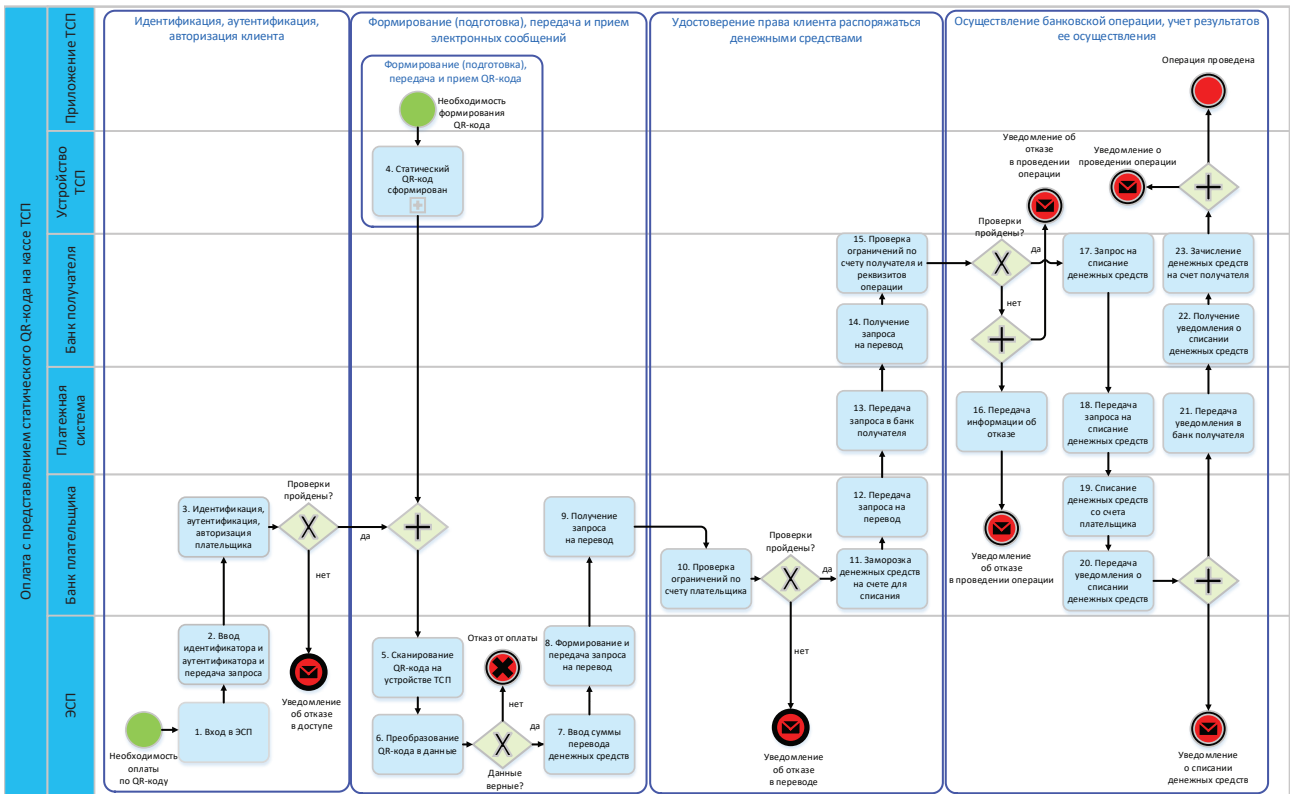 Оплата с представлением статического QR-кода на кассе ТСП
Приложение ТСП
Устройство
ТСП
Банк получателя
Платежная
система
Банк плательщика
ЭСП
Идентификация, аутентификация,
авторизация клиента
Необходимость
оплаты
по QR-коду
1. Вход в ЭСП
2. Ввод
идентификатора и
аутентификатора и
передача запроса
3. Идентификация,
аутентификация,
авторизация
плательщика
Проверки
пройдены?
да
нет
Уведомление
об отказе
в доступе
Формирование (подготовка), передача и прием
электронных сообщений
Формирование (подготовка),
передача и прием QR-кода
Необходимость
формирования
QR-кода
4. Статический
QR-код
сформирован
5. Сканирование
QR-кода на
устройстве ТСП
6. Преобразование
QR-кода в данные
Отказ от оплаты
нет
да
Данные
верные?
7. Ввод суммы
перевода
денежных средств
8. Формирование и
передача запроса
на перевод
9. Получение
запроса
на перевод
Удостоверение права клиента распоряжаться
денежными средствами
10. Проверка
ограничений по
счету плательщика
Проверки
пройдены?
да
нет
Уведомление
об отказе
в переводе
11. Заморозка
денежных средств
на счете для
списания
12. Передача
запроса на
перевод
13. Передача
запроса в банк
получателя
14. Получение
запроса
на перевод
15. Проверка
ограничений по
счету получателя и
реквизитов
операции
Осуществление банковской операции, учет результатов
ее осуществления
Операция проведена
Уведомление об
отказе
в проведении
операции
Уведомление о
проведении операции
Проверки
пройдены?
да
нет
16. Передача
информации об
отказе
Уведомление
об отказе
в проведении операции
17. Запрос на
списание
денежных средств
18. Передача
запроса на
списание
денежных средств
19. Списание
денежных средств
со счета
плательщика
20. Передача
уведомления о
списании
денежных средств
21. Передача
уведомления в
банк получателя
22. Получение
уведомления о
списании
денежных средств
23. Зачисление
денежных средств
на счет получателя
Уведомление
о списании
денежных средств